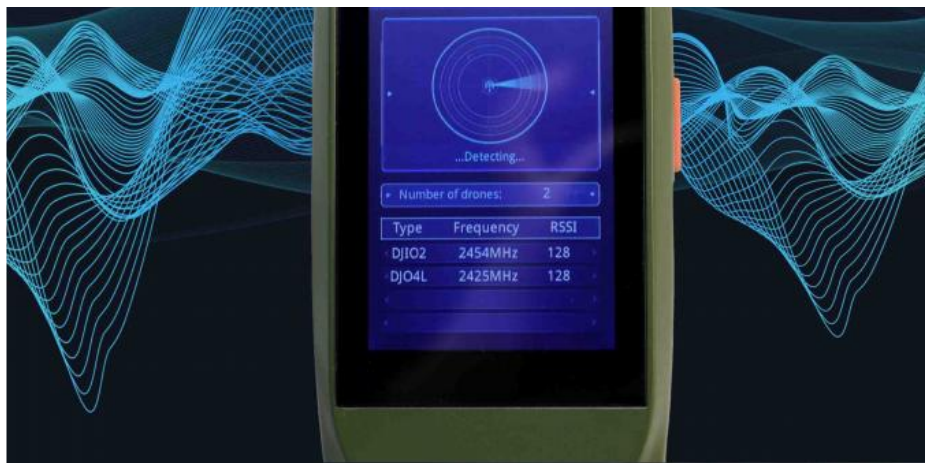 ...Detecting...
Number of drones: 2
Type Frequency RSSI
DJIO2 2454MHz 128
DJO4L 2425MHz 128